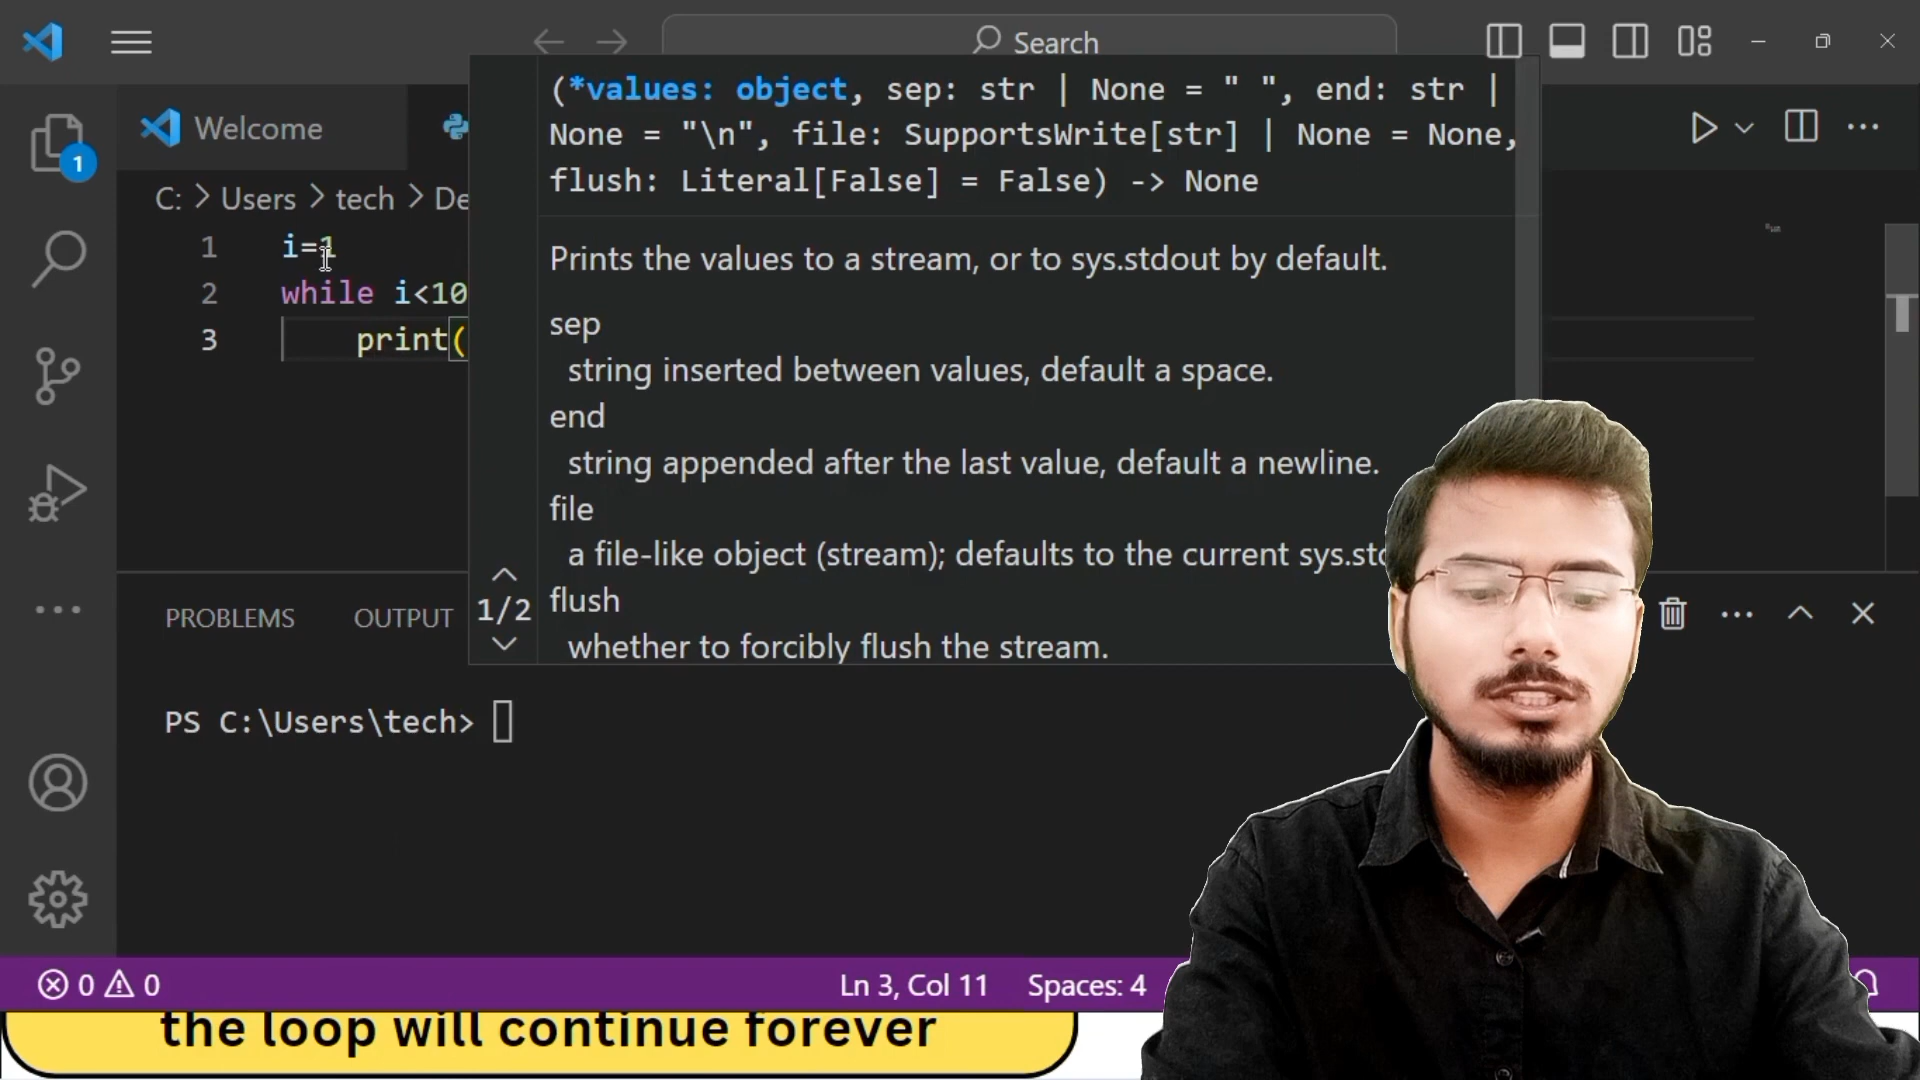 Search
(*values: object, sep: str | None = " ", end: str |
None = "\n", file: SupportsWrite[str] | None = None,
flush: Literal[False] = False) -> None
1
Welcome
C: > Users > tech > De
1 i=1
2 while i<10
3 print(
Prints the values to a stream, or to sys.stdout by default.
sep
string inserted between values, default a space.
end
string appended after the last value, default a newline.
file
a file-like object (stream); defaults to the current sys.std
flush
whether to forcibly flush the stream.
1/2
PROBLEMS OUTPUT
PS C:\Users\tech>
0 0 Ln 3, Col 11 Spaces: 4
the loop will continue forever